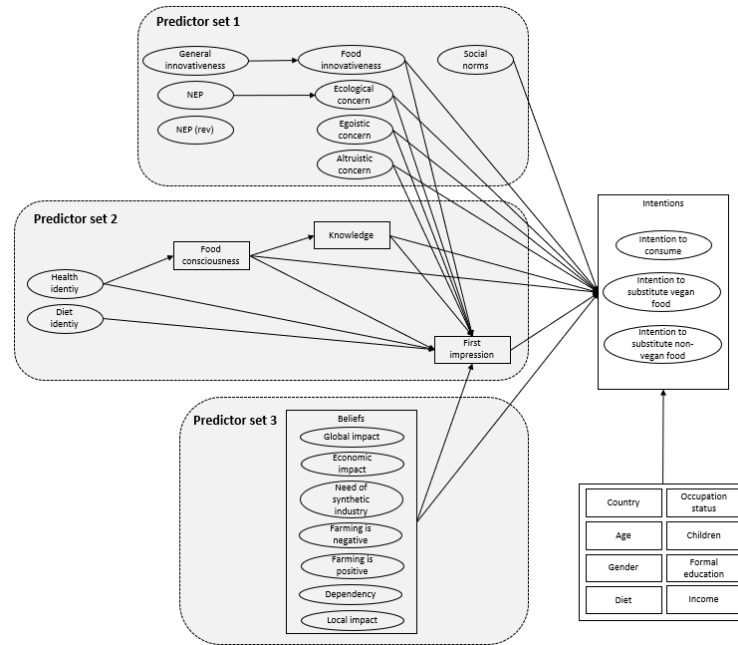 Predictor set 1
General
innovativeness
Food
innovativeness
Social
norms
NEP
Ecological
concern
NEP (rev)
Egoistic
concern
Altruistic
concern
Predictor set 2
Knowledge
Food
consciousness
Health
identiy
Diet
identiy
First
impression
Intentions
Intention to
consume
Intention to
substitute vegan
food
Intention to
substitute non-
vegan food
Predictor set 3
Beliefs
Global impact
Economic
impact
Need of
synthetic
industry
Farming is
negative
Farming is
positive
Dependency
Local impact
Country
Occupation
status
Age
Children
Gender
Formal
education
Diet
Income